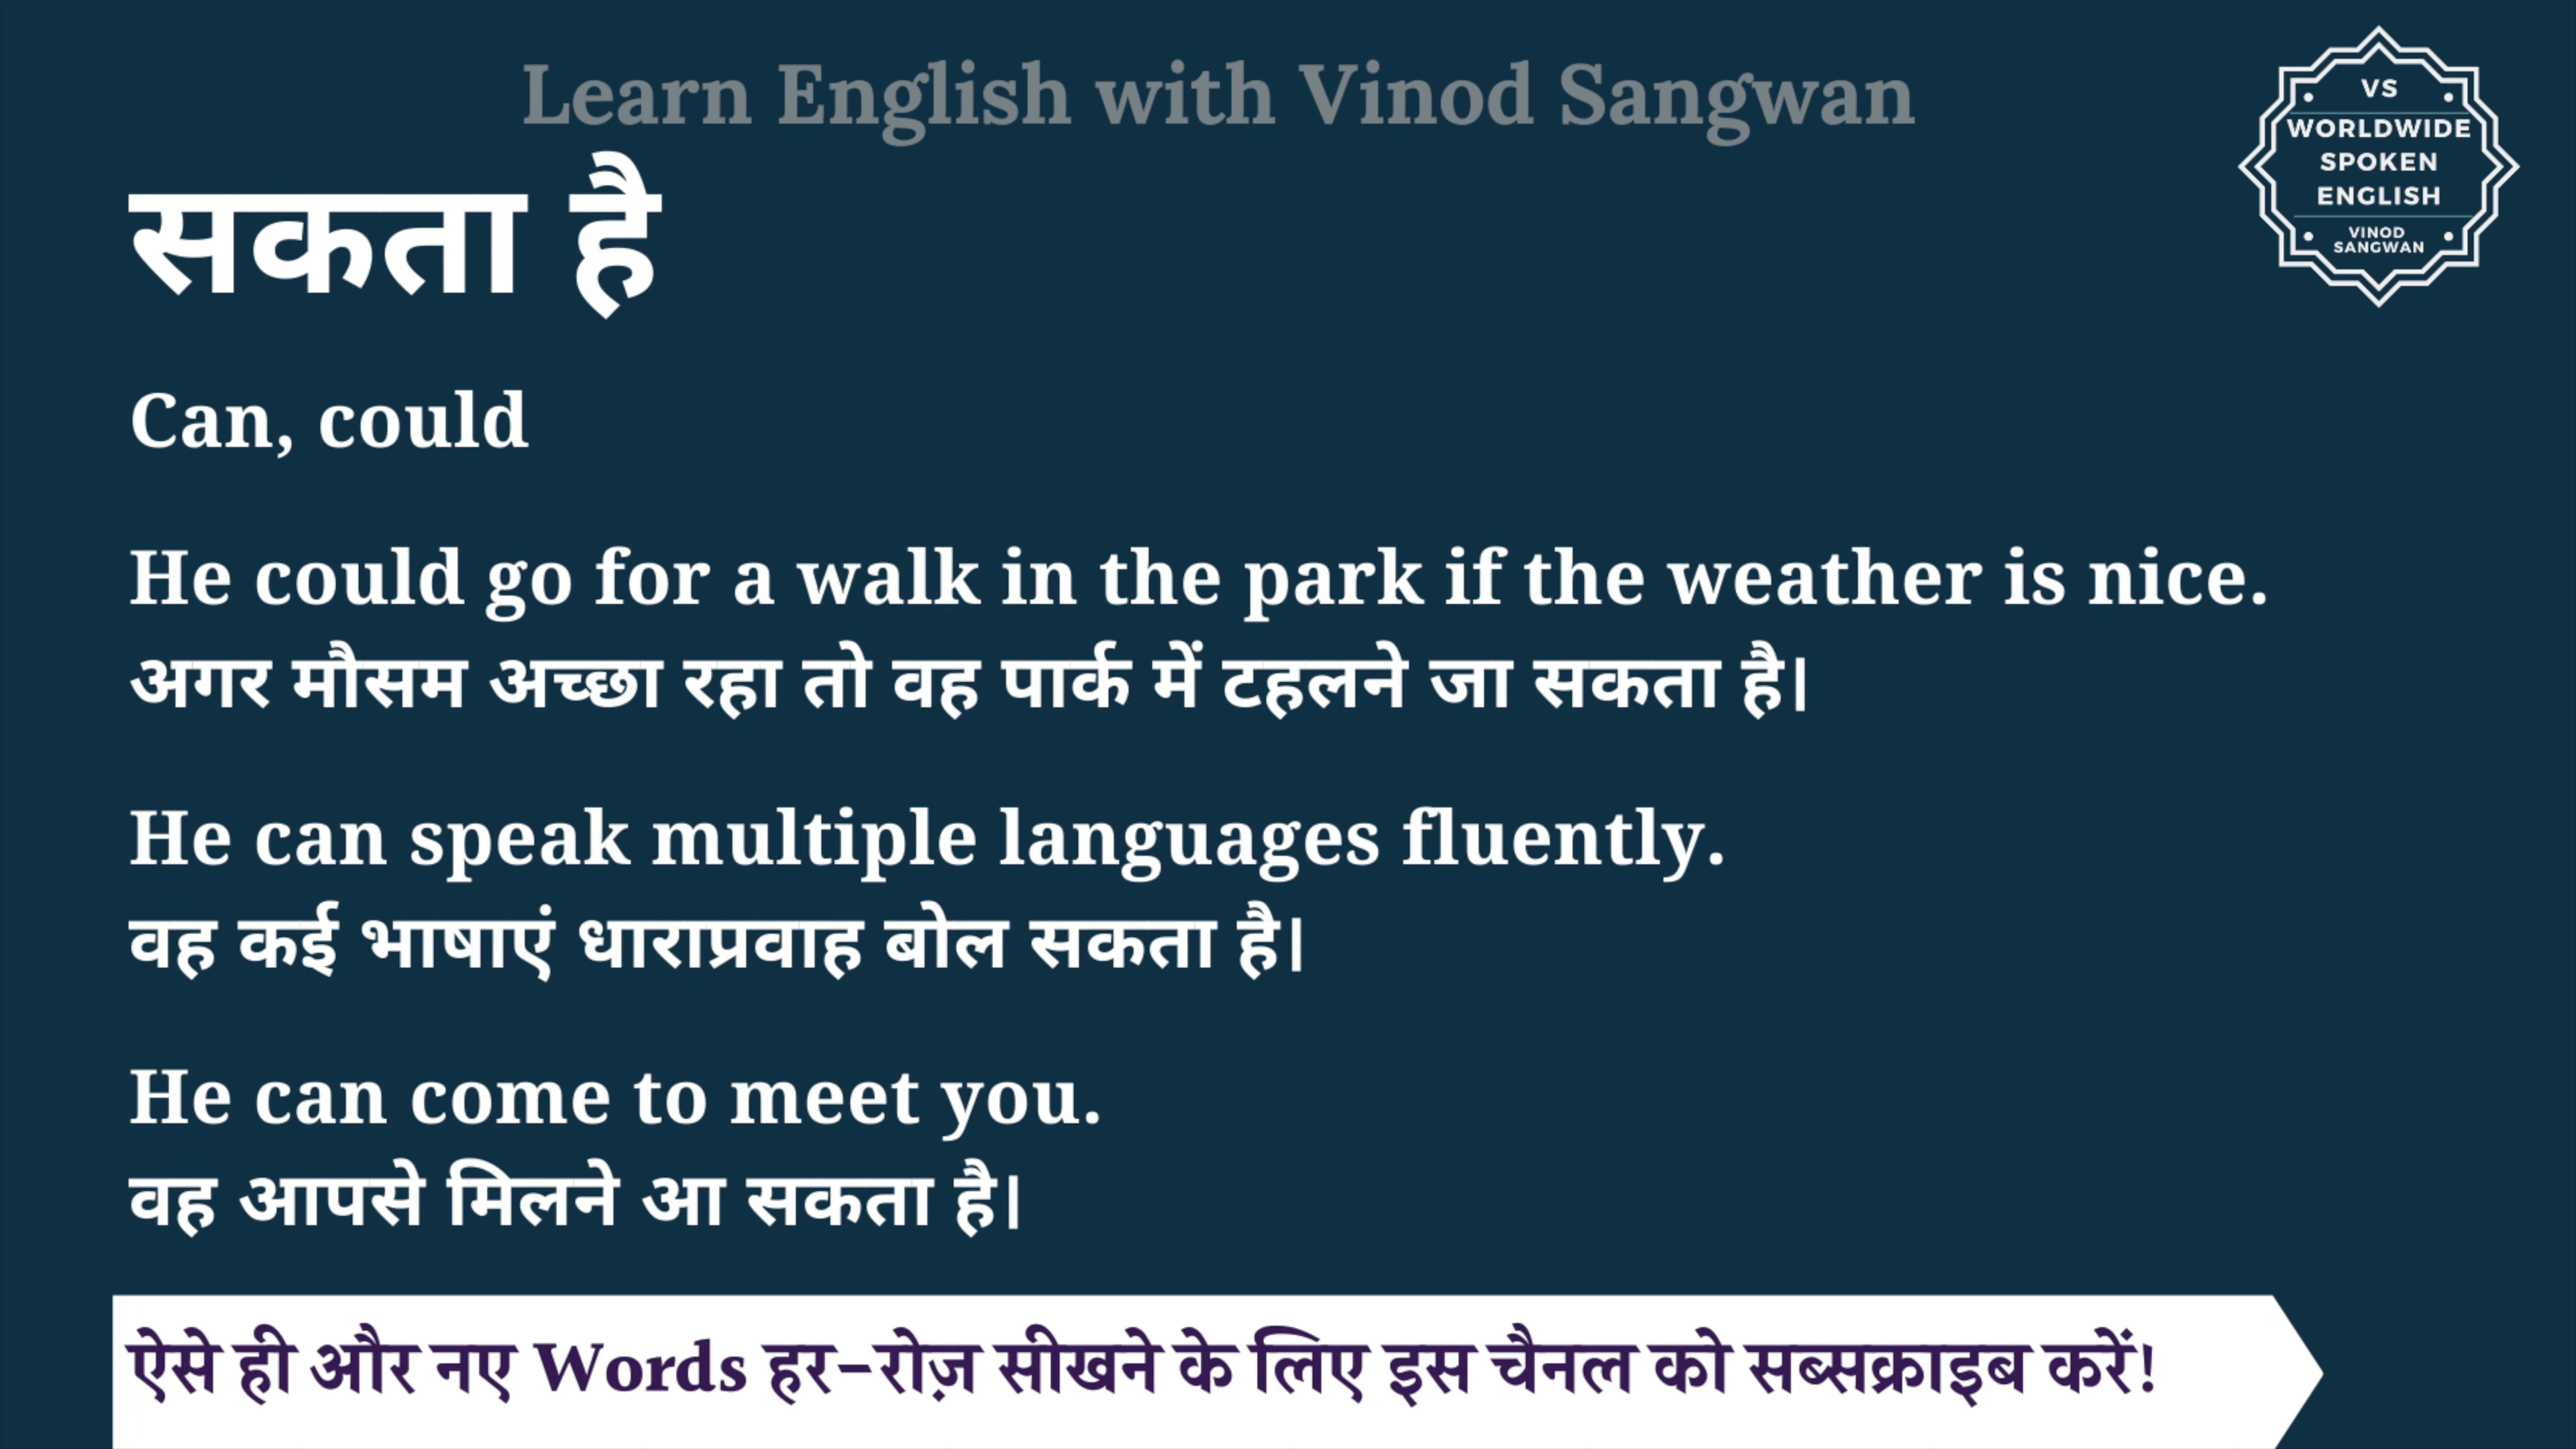 Learn English with Vinod Sangwan
VS
WORLDWIDE
SPOKEN
ENGLISH
VINOD
SANGWAN
सकता है
Can, could
He could go for a walk in the park if the weather is nice.
अगर मौसम अच्छा रहा तो वह पार्क में टहलने जा सकता है।
He can speak multiple languages fluently.
वह कई भाषाएं धाराप्रवाह बोल सकता है।
He can come to meet you.
वह आपसे मिलने आ सकता है।
ऐसे ही और नए Words हर-रोज़ सीखने के लिए इस चैनल को सब्सक्राइब करें!